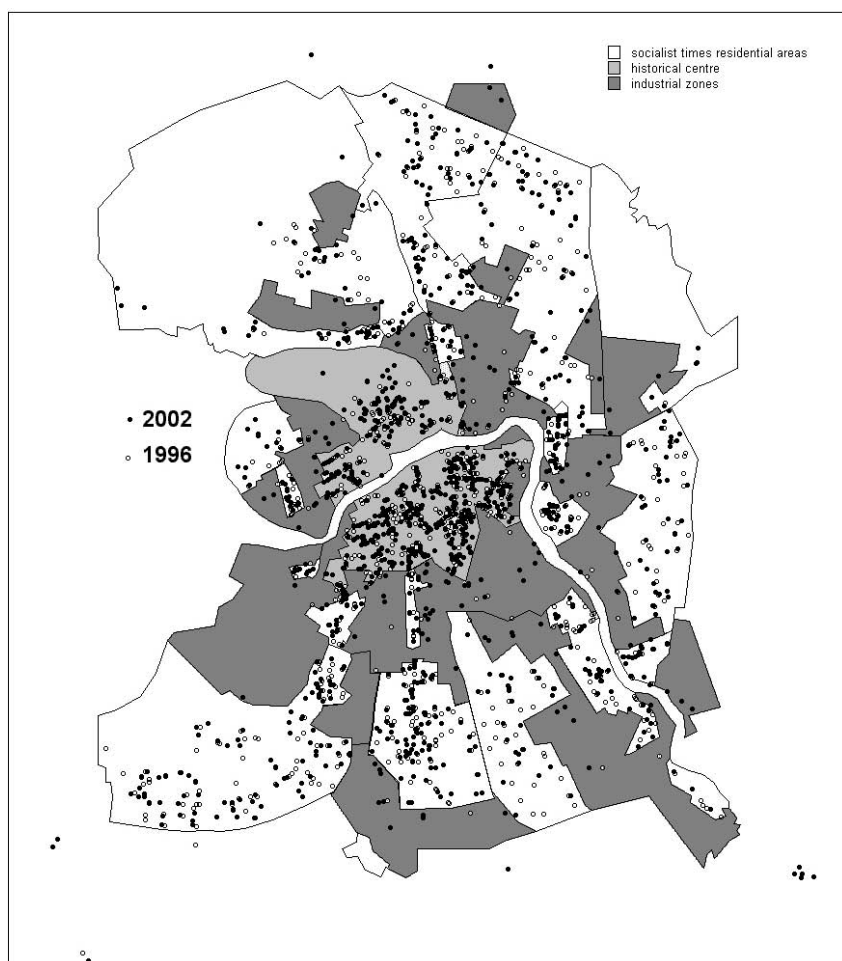 socialist times residential areas
historical centre
industrial zones
2002
1996